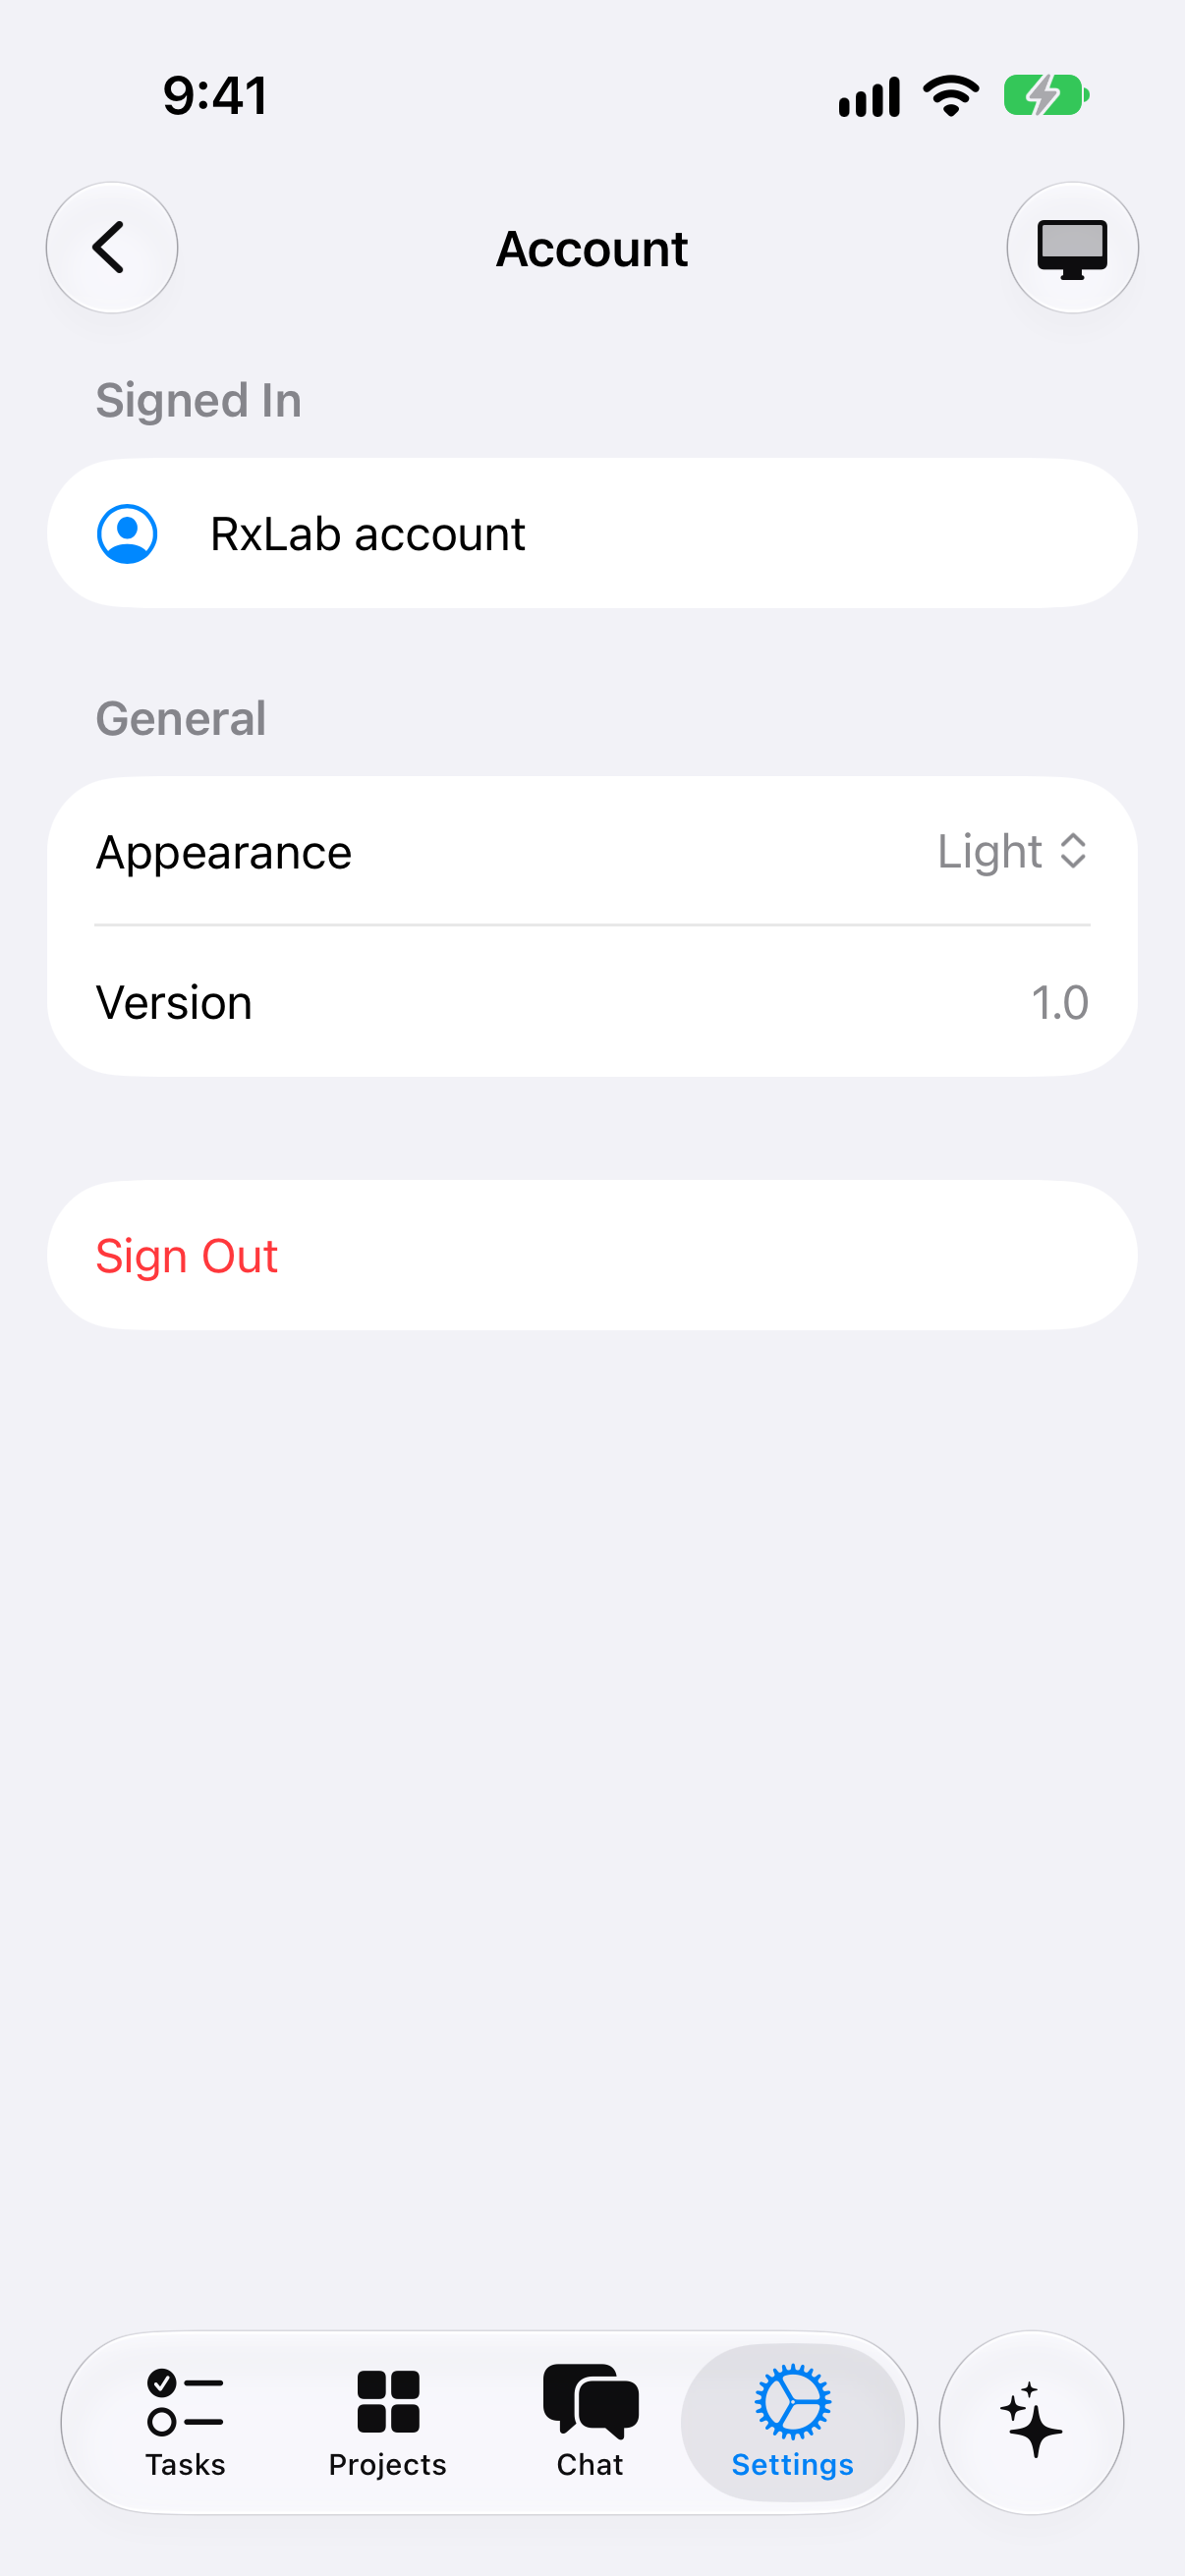 9:41
Account
Signed In
RxLab account
General
Appearance
Light
Version
1.0
Sign Out
Tasks
Projects
Chat
Settings